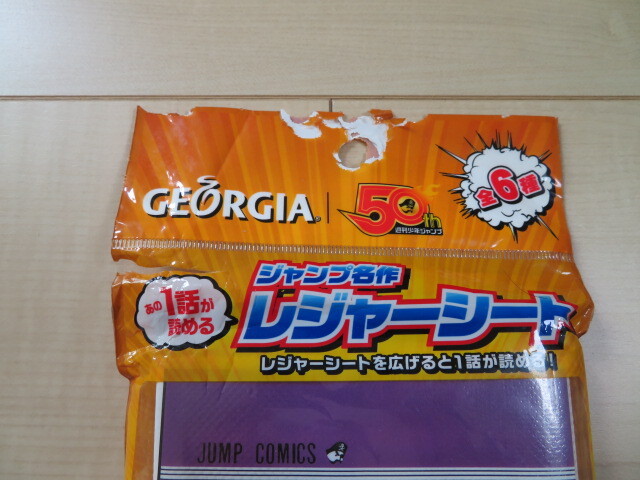 GEORGIA
50th
週刊少年ジャンプ
全6種
ジャンプ名作
あの1話が
読める
レジャーシート
レジャーシートを広げると1話が読める!!
JUMP COMICS